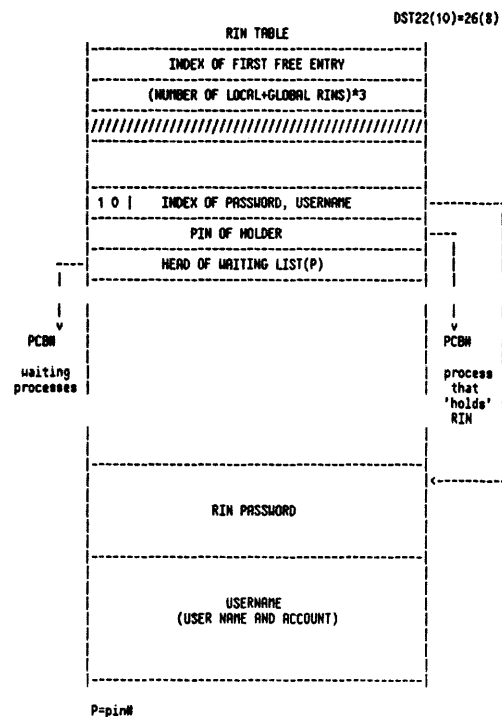 DST22(10)=26(8)
RIN TABLE
INDEX OF FIRST FREE ENTRY
(NUMBER OF LOCAL+GLOBAL RINS)*3
///////////////////////////////////////////////
1 0 | INDEX OF PASSWORD, USERNAME
PIN OF HOLDER
HEAD OF WAITING LIST(P)
PCB# PCB#
waiting process
processes that
'holds'
RIN
RIN PASSWORD
USERNAME
(USER NAME AND ACCOUNT)
P=pin#